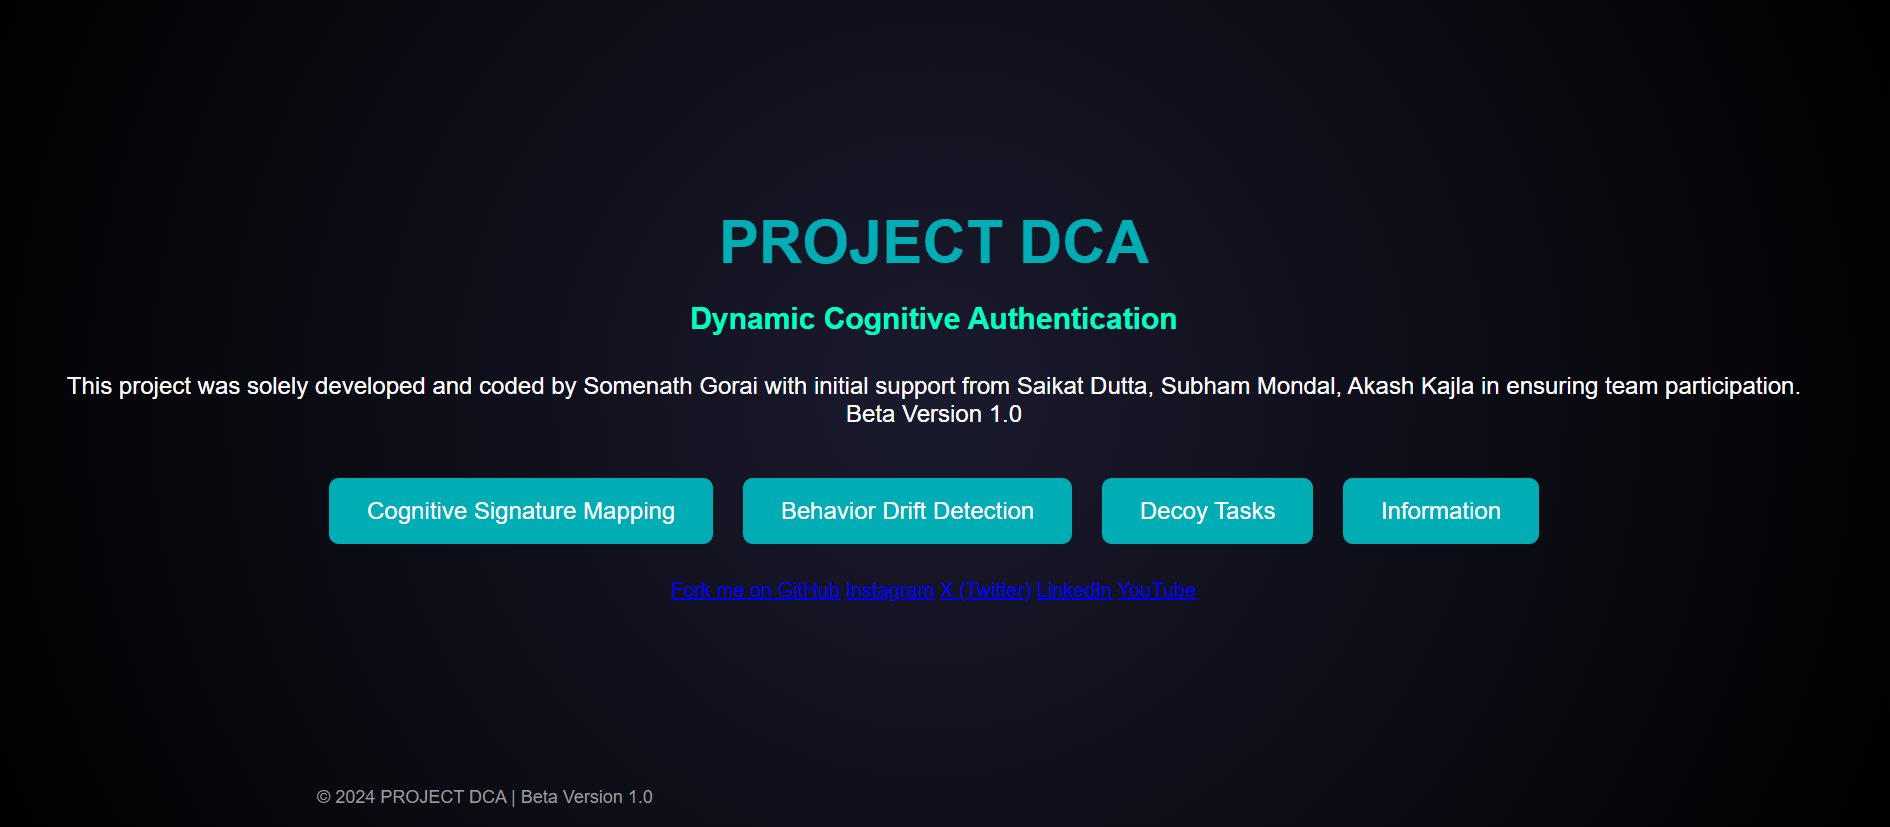 PROJECT DCA
Dynamic Cognitive Authentication
This project was solely developed and coded by Somenath Gorai with initial support from Saikat Dutta, Subham Mondal, Akash Kajla in ensuring team participation.
Beta Version 1.0
Cognitive Signature Mapping
Behavior Drift Detection
Decoy Tasks
Information
Fork me on GitHub Instagram X (Twitter) LinkedIn YouTube
© 2024 PROJECT DCA | Beta Version 1.0